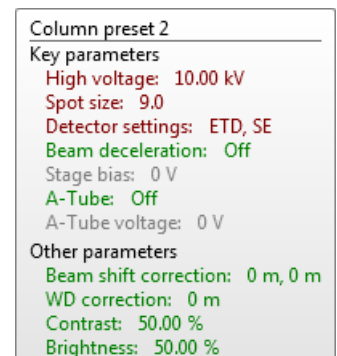 Column preset 2
Key parameters
High voltage: 10.00 kV
Spot size: 9.0
Detector settings: ETD, SE
Beam deceleration: Off
Stage bias: 0 V
A-Tube: Off
A-Tube voltage: 0 V
Other parameters
Beam shift correction: 0 m, 0 m
WD correction: 0 m
Contrast: 50.00 %
Brightness: 50.00 %